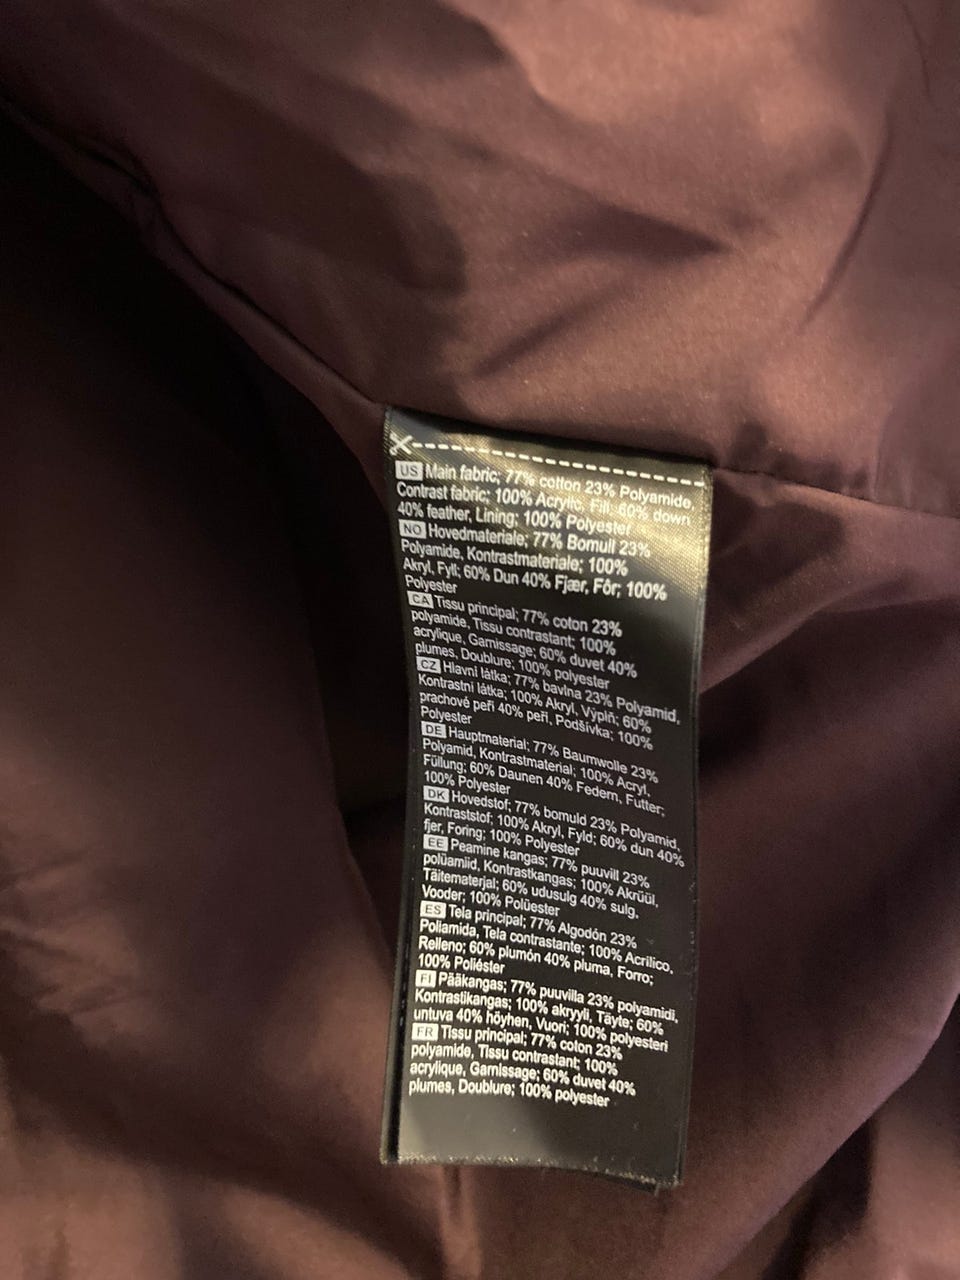 US Main fabric; 77% cotton 23% Polyamide,
Contrast fabric; 100% Acrylic, Fill; 60% down
40% feather, Lining; 100% Polyester
NO Hovedmateriale; 77% Bomull 23%
Polyamide, Kontrastmateriale; 100%
Akryl, Fyll; 60% Dun 40% Fjær, Fôr; 100%
Polyester
CA Tissu principal; 77% coton 23%
polyamide, Tissu contrastant; 100%
acrylique, Garnissage; 60% duvet 40%
plumes, Doublure; 100% polyester
CZ Hlavní látka; 77% bavlna 23% Polyamid,
Kontrastní látka; 100% Akryl, Výplň; 60%
prachové peří 40% peří, Podšívka; 100%
Polyester
DE Hauptmaterial; 77% Baumwolle 23%
Polyamid, Kontrastmaterial; 100% Acryl,
Füllung; 60% Daunen 40% Federn, Futter;
100% Polyester
DK Hovedstof; 77% bomuld 23% Polyamid,
Kontraststof; 100% Akryl, Fyld; 60% dun 40%
fjer, Foring; 100% Polyester
EE Peamine kangas; 77% puuvill 23%
polüamiid, Kontrastkangas; 100% Akrüül,
Täitematerjal; 60% udusulg 40% sulg,
Vooder; 100% Polüester
ES Tela principal; 77% Algodón 23%
Poliamida, Tela contrastante; 100% Acrílico,
Relleno; 60% plumón 40% pluma, Forro;
100% Poliéster
FI Pääkangas; 77% puuvilla 23% polyamidi,
Kontrastikangas; 100% akryyli, Täyte; 60%
untuva 40% höyhen, Vuori; 100% polyesteri
FR Tissu principal; 77% coton 23%
polyamide, Tissu contrastant; 100%
acrylique, Garnissage; 60% duvet 40%
plumes, Doublure; 100% polyester